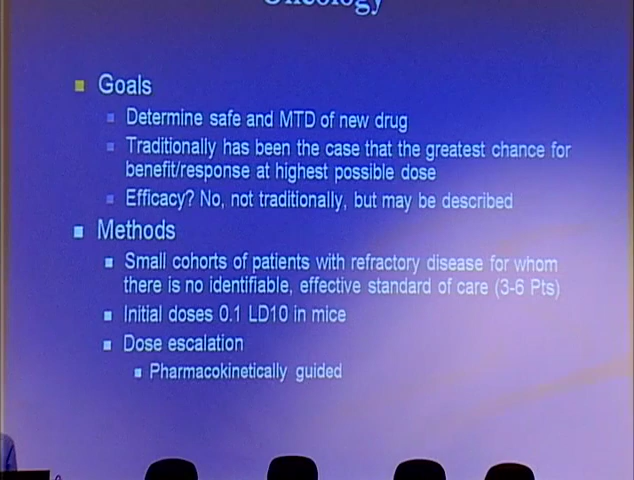 Oncology
Goals
Determine safe and MTD of new drug
Traditionally has been the case that the greatest chance for
benefit/response at highest possible dose
Efficacy? No, not traditionally, but may be described
Methods
Small cohorts of patients with refractory disease for whom
there is no identifiable, effective standard of care (3-6 Pts)
Initial doses 0.1 LD10 in mice
Dose escalation
Pharmacokinetically guided